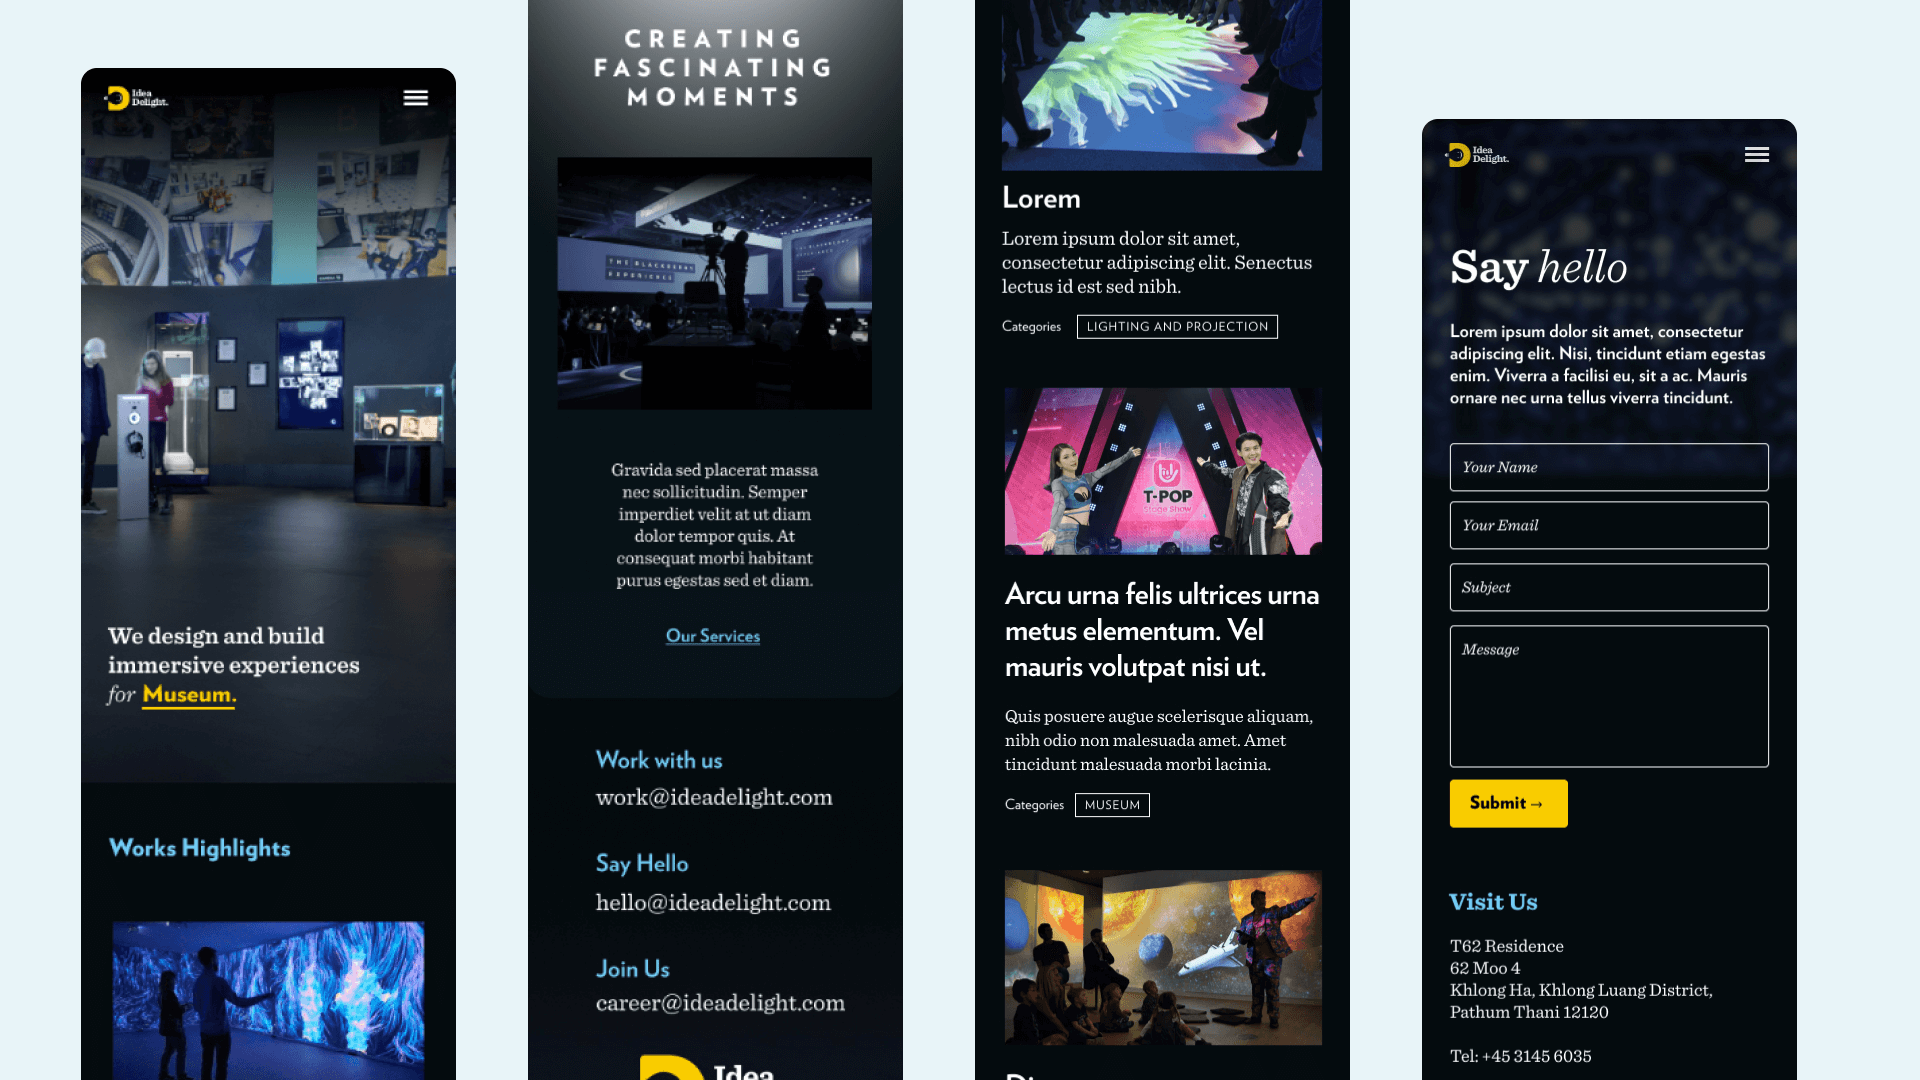 Idea
Delight.
We design and build
immersive experiences
for Museum.
Works Highlights
CREATING
FASCINATING
MOMENTS
THE BLACKBERRY
EXPERIENCE
Gravida sed placerat massa
nec sollicitudin. Semper
imperdiet velit at ut diam
dolor tempor quis. At
consequat morbi habitant
purus egestas sed et diam.
Our Services
Work with us
work@ideadelight.com
Say Hello
hello@ideadelight.com
Join Us
career@ideadelight.com
Idea
Lorem
Lorem ipsum dolor sit amet,
consectetur adipiscing elit. Senectus
lectus id est sed nibh.
Categories LIGHTING AND PROJECTION
T-POP
Stage Show
Arcu urna felis ultrices urna
metus elementum. Vel
mauris volutpat nisi ut.
Quis posuere augue scelerisque aliquam,
nibh odio non malesuada amet. Amet
tincidunt malesuada morbi lacinia.
Categories MUSEUM
Idea
Delight.
Say hello
Lorem ipsum dolor sit amet, consectetur
adipiscing elit. Nisi, tincidunt etiam egestas
enim. Viverra a facilisi eu, sit a ac. Mauris
ornare nec urna tellus viverra tincidunt.
Your Name
Your Email
Subject
Message
Submit →
Visit Us
T62 Residence
62 Moo 4
Khlong Ha, Khlong Luang District,
Pathum Thani 12120
Tel: +45 3145 6035